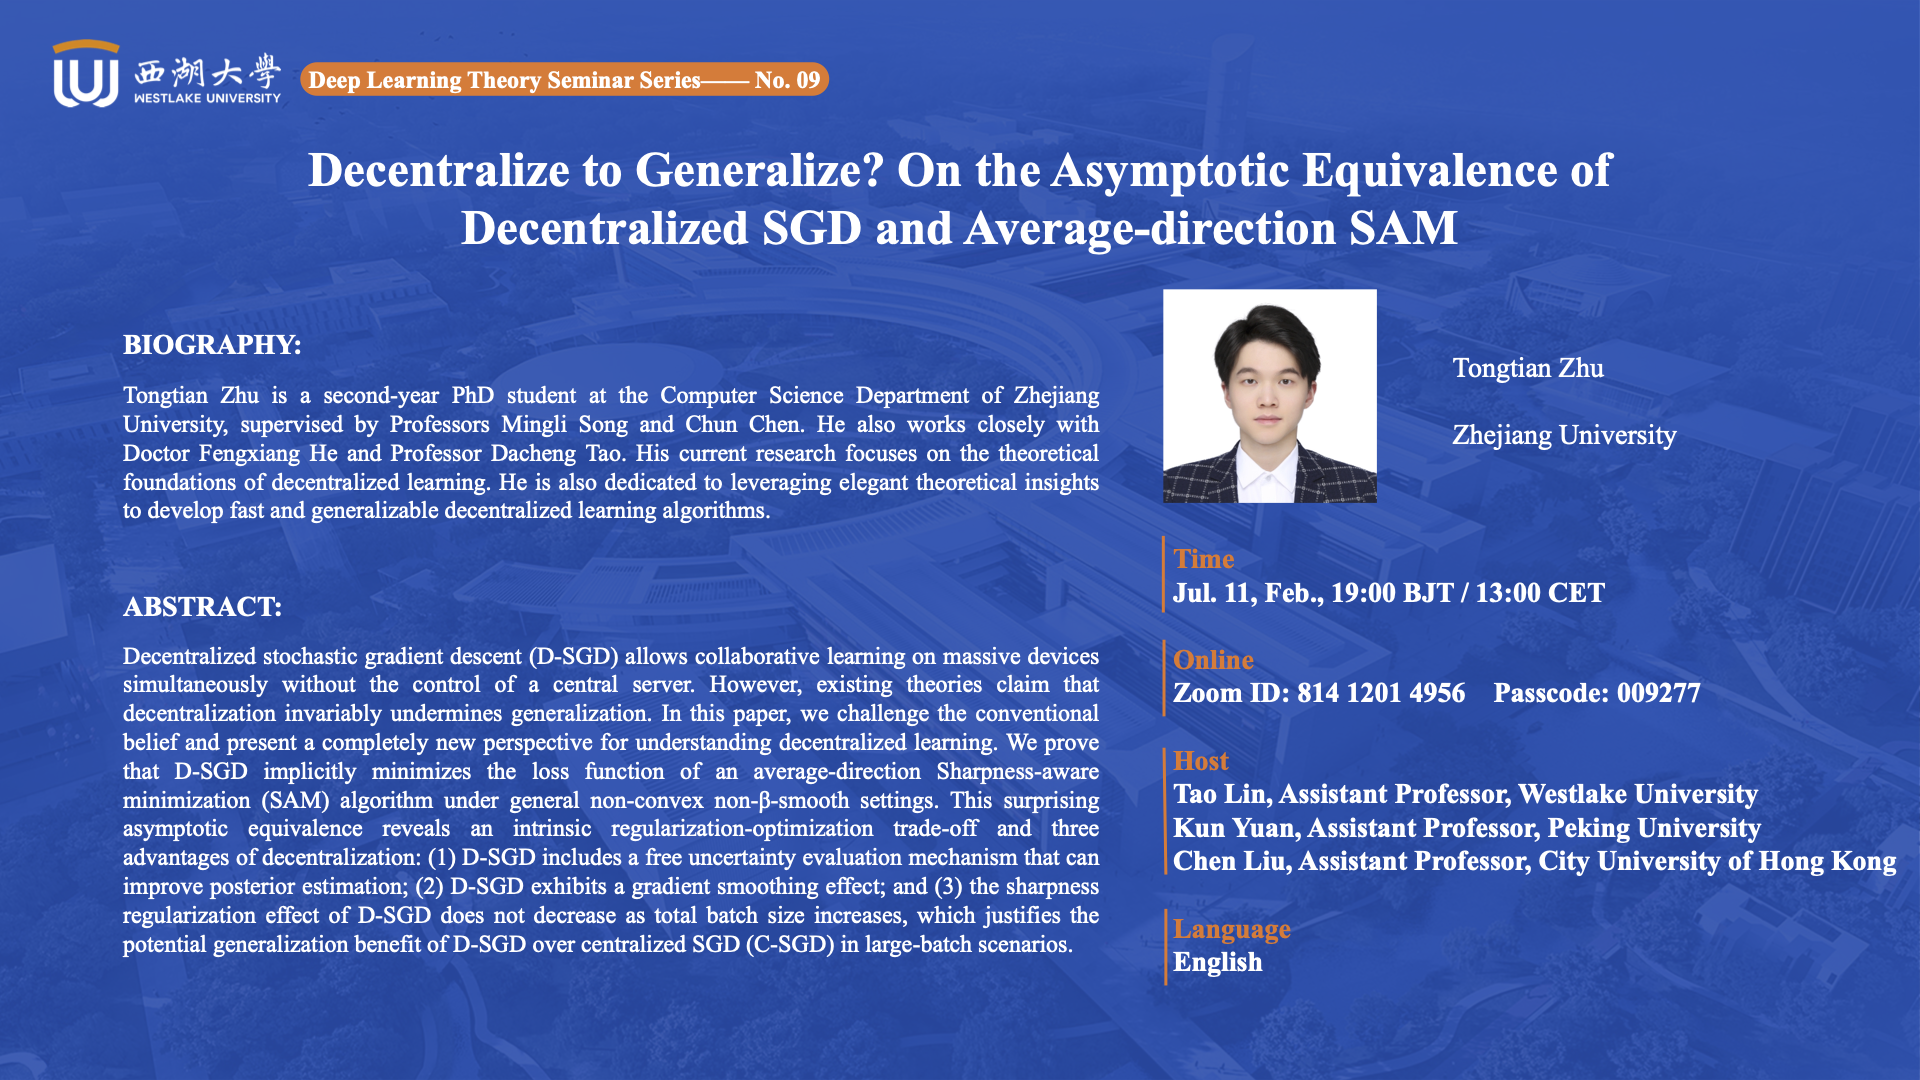 西湖大學
WESTLAKE UNIVERSITY
Deep Learning Theory Seminar Series—— No. 09
Decentralize to Generalize? On the Asymptotic Equivalence of
Decentralized SGD and Average-direction SAM
BIOGRAPHY:
Tongtian Zhu is a second-year PhD student at the Computer Science Department of Zhejiang
University, supervised by Professors Mingli Song and Chun Chen. He also works closely with
Doctor Fengxiang He and Professor Dacheng Tao. His current research focuses on the theoretical
foundations of decentralized learning. He is also dedicated to leveraging elegant theoretical insights
to develop fast and generalizable decentralized learning algorithms.
ABSTRACT:
Decentralized stochastic gradient descent (D-SGD) allows collaborative learning on massive devices
simultaneously without the control of a central server. However, existing theories claim that
decentralization invariably undermines generalization. In this paper, we challenge the conventional
belief and present a completely new perspective for understanding decentralized learning. We prove
that D-SGD implicitly minimizes the loss function of an average-direction Sharpness-aware
minimization (SAM) algorithm under general non-convex non-β-smooth settings. This surprising
asymptotic equivalence reveals an intrinsic regularization-optimization trade-off and three
advantages of decentralization: (1) D-SGD includes a free uncertainty evaluation mechanism that can
improve posterior estimation; (2) D-SGD exhibits a gradient smoothing effect; and (3) the sharpness
regularization effect of D-SGD does not decrease as total batch size increases, which justifies the
potential generalization benefit of D-SGD over centralized SGD (C-SGD) in large-batch scenarios.
Tongtian Zhu
Zhejiang University
Time
Jul. 11, Feb., 19:00 BJT / 13:00 CET
Online
Zoom ID: 814 1201 4956 Passcode: 009277
Host
Tao Lin, Assistant Professor, Westlake University
Kun Yuan, Assistant Professor, Peking University
Chen Liu, Assistant Professor, City University of Hong Kong
Language
English